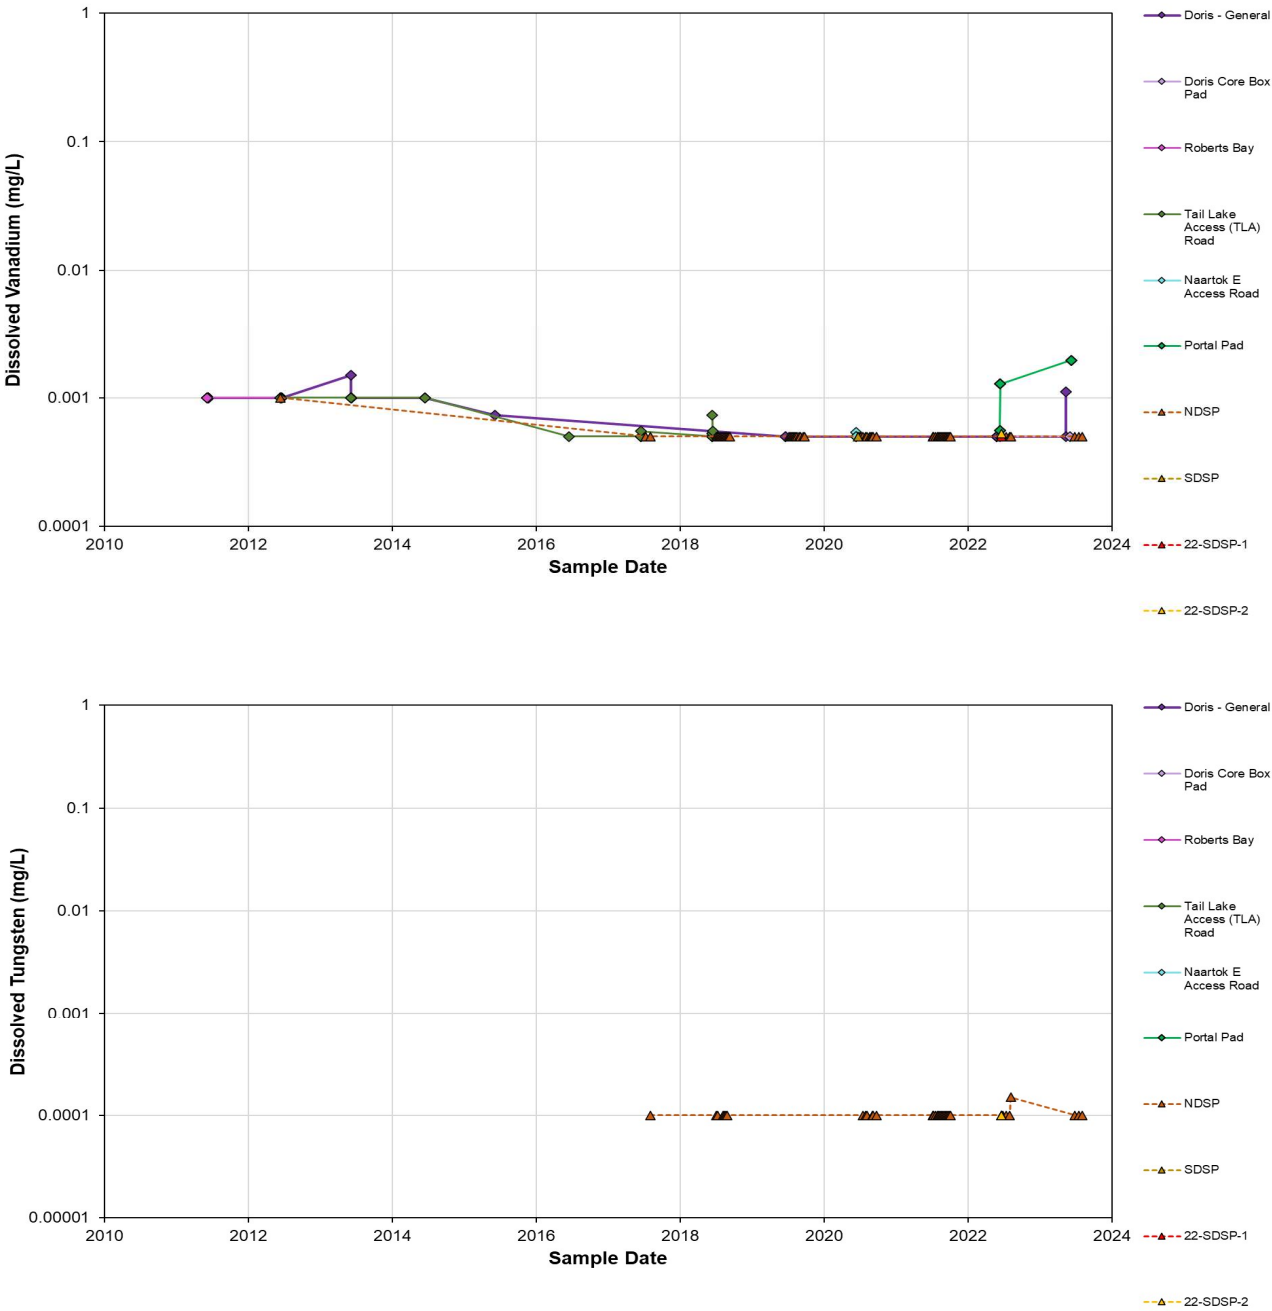 1
0.1
0.01
0.001
0.0001
Dissolved Vanadium (mg/L)
2010 2012 2014 2016 2018 2020 2022 2024
Sample Date
Doris - General
Doris Core Box
Pad
Roberts Bay
Tail Lake
Access (TLA)
Road
Naartok E
Access Road
Portal Pad
NDSP
SDSP
22-SDSP-1
22-SDSP-2
1
0.1
0.01
0.001
0.0001
0.00001
Dissolved Tungsten (mg/L)
2010 2012 2014 2016 2018 2020 2022 2024
Sample Date
Doris - General
Doris Core Box
Pad
Roberts Bay
Tail Lake
Access (TLA)
Road
Naartok E
Access Road
Portal Pad
NDSP
SDSP
22-SDSP-1
22-SDSP-2